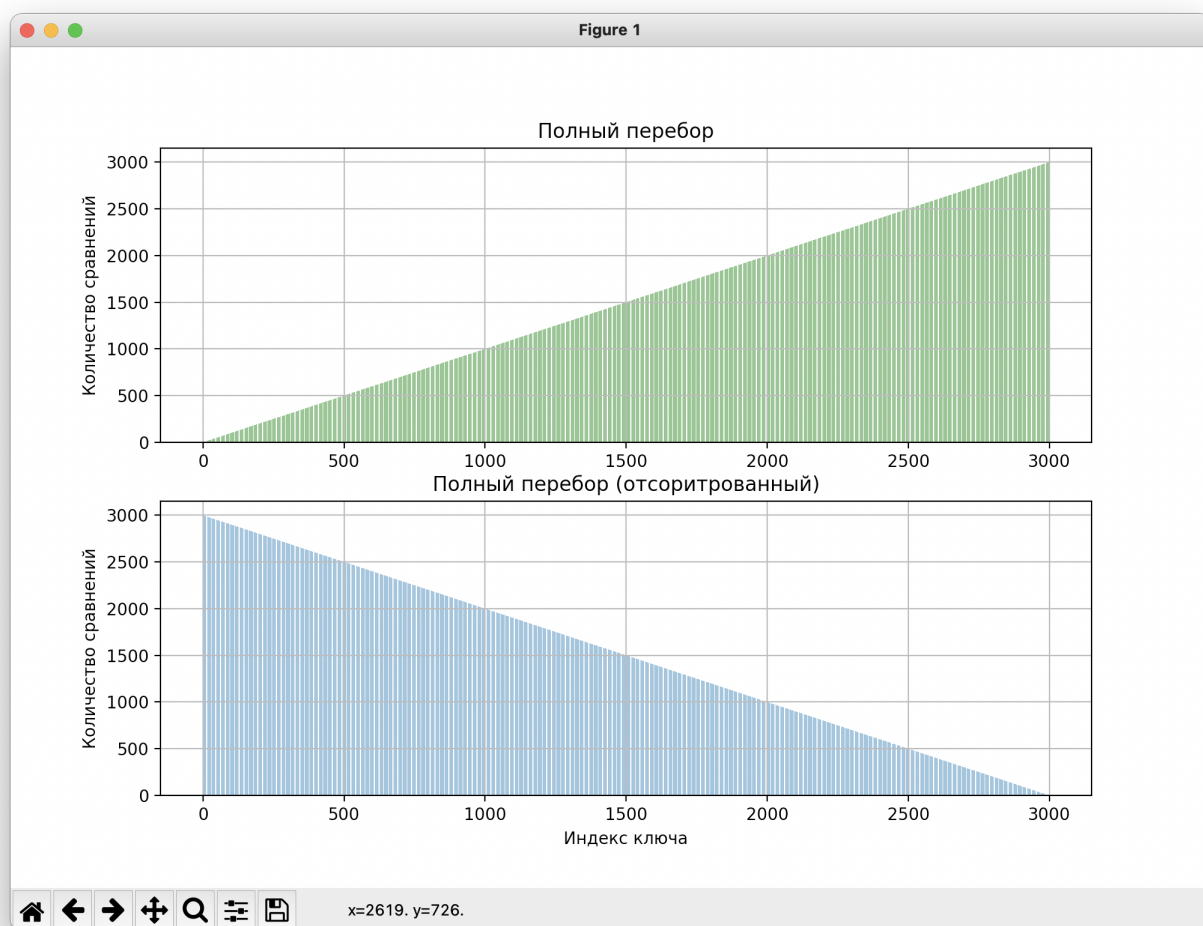 Figure 1
Полный перебор
Количество сравнений
3000
2500
2000
1500
1000
500
0
0 500 1000 1500 2000 2500 3000
Полный перебор (отсоритрованный)
Количество сравнений
3000
2500
2000
1500
1000
500
0
0 500 1000 1500 2000 2500 3000
Индекс ключа
x=2619. y=726.